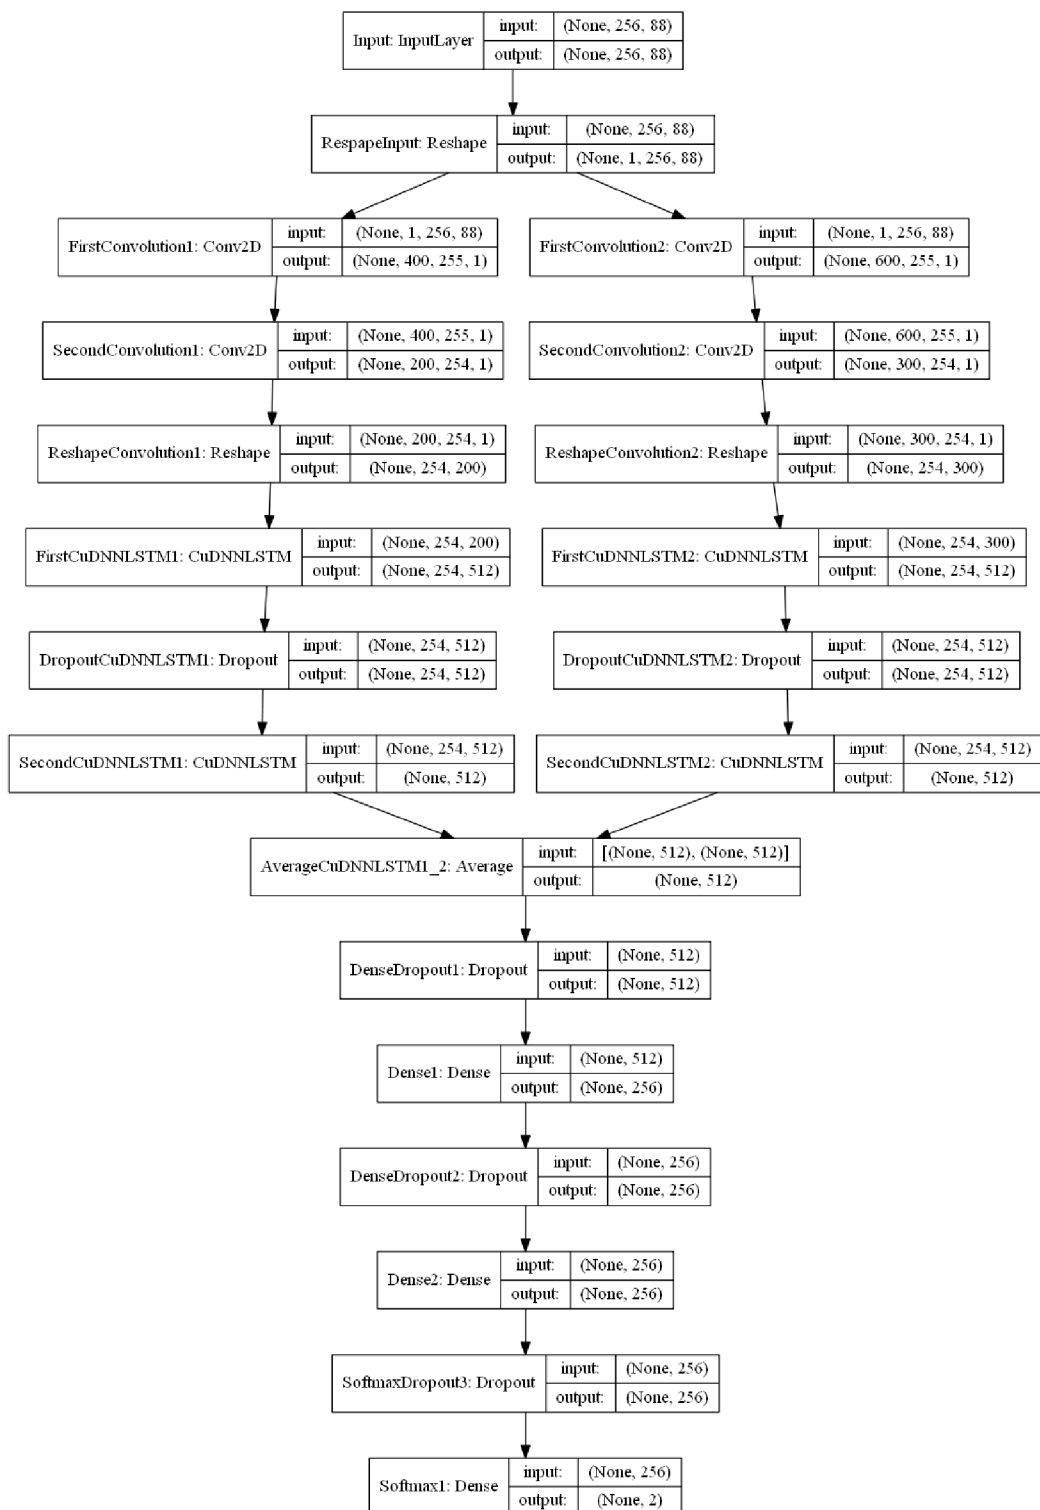 Input: InputLayer
input: (None, 256, 88)
output: (None, 256, 88)
RespapeInput: Reshape
input: (None, 256, 88)
output: (None, 1, 256, 88)
FirstConvolution1: Conv2D
input: (None, 1, 256, 88)
output: (None, 400, 255, 1)
FirstConvolution2: Conv2D
input: (None, 1, 256, 88)
output: (None, 600, 255, 1)
SecondConvolution1: Conv2D
input: (None, 400, 255, 1)
output: (None, 200, 254, 1)
SecondConvolution2: Conv2D
input: (None, 600, 255, 1)
output: (None, 300, 254, 1)
ReshapeConvolution1: Reshape
input: (None, 200, 254, 1)
output: (None, 254, 200)
ReshapeConvolution2: Reshape
input: (None, 300, 254, 1)
output: (None, 254, 300)
FirstCuDNNLSTM1: CuDNNLSTM
input: (None, 254, 200)
output: (None, 254, 512)
FirstCuDNNLSTM2: CuDNNLSTM
input: (None, 254, 300)
output: (None, 254, 512)
DropoutCuDNNLSTM1: Dropout
input: (None, 254, 512)
output: (None, 254, 512)
DropoutCuDNNLSTM2: Dropout
input: (None, 254, 512)
output: (None, 254, 512)
SecondCuDNNLSTM1: CuDNNLSTM
input: (None, 254, 512)
output: (None, 512)
SecondCuDNNLSTM2: CuDNNLSTM
input: (None, 254, 512)
output: (None, 512)
AverageCuDNNLSTM1_2: Average
input: [(None, 512), (None, 512)]
output: (None, 512)
DenseDropout1: Dropout
input: (None, 512)
output: (None, 512)
Dense1: Dense
input: (None, 512)
output: (None, 256)
DenseDropout2: Dropout
input: (None, 256)
output: (None, 256)
Dense2: Dense
input: (None, 256)
output: (None, 256)
SoftmaxDropout3: Dropout
input: (None, 256)
output: (None, 256)
Softmax1: Dense
input: (None, 256)
output: (None, 2)